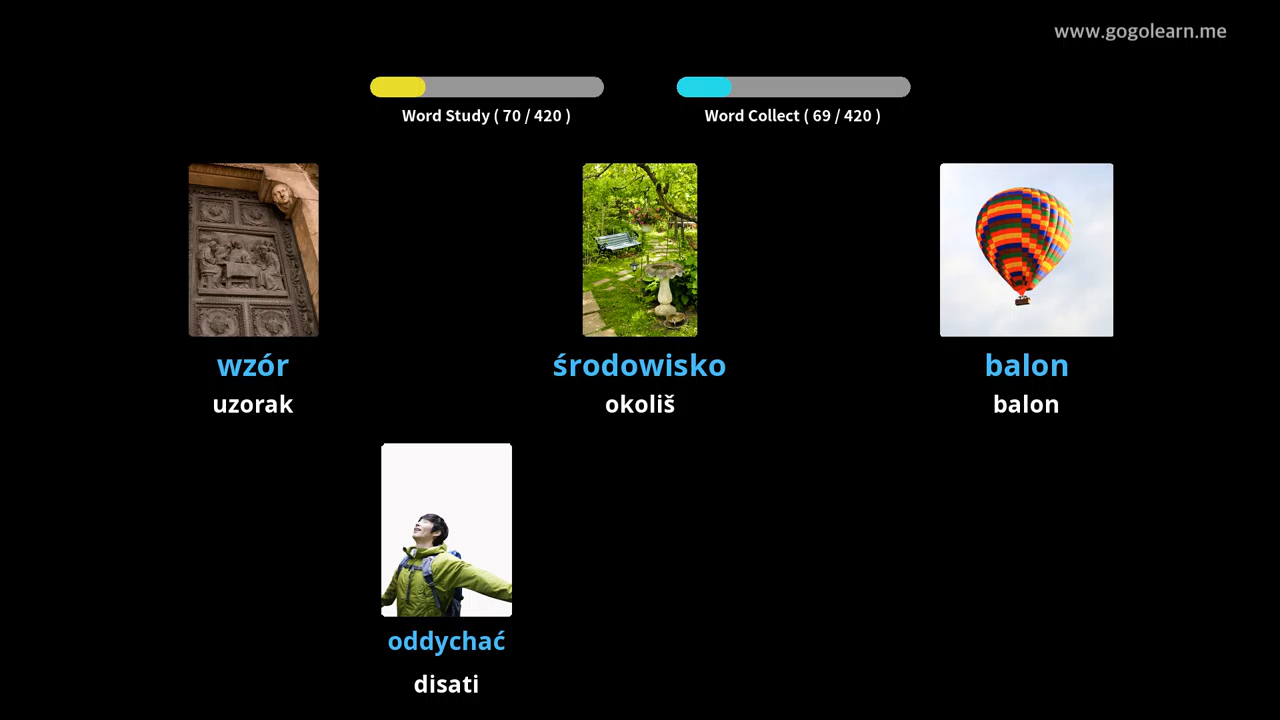 www.gogolearn.me
Word Study ( 70 / 420 )
Word Collect ( 69 / 420 )
wzór
środowisko
balon
uzorak
okoliš
balon
oddychać
disati